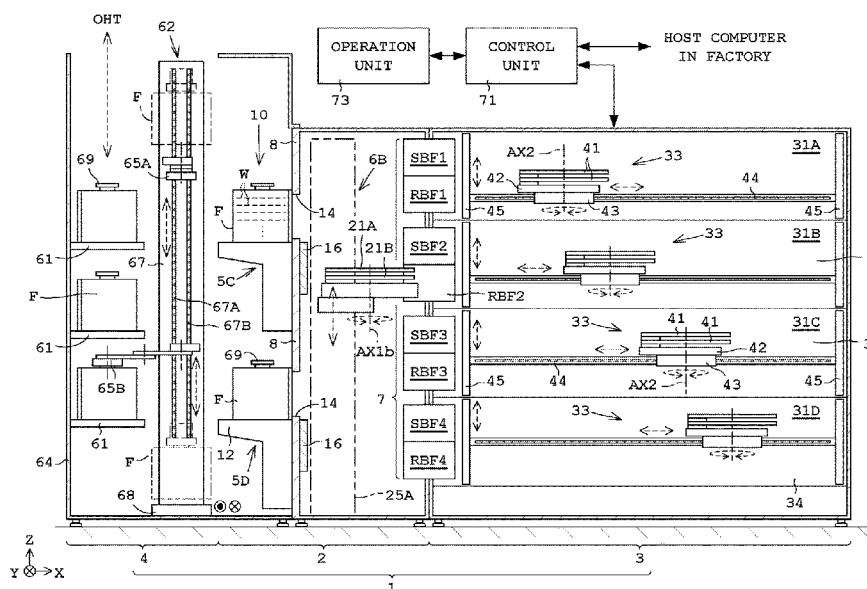 OHT
62
OPERATION
UNIT
CONTROL
UNIT
HOST COMPUTER
IN FACTORY
73
71
F
10
8
6B
SBF1
AX2
41
33
31A
69
65A
W
21A
42
44
RBF1
F
14
43
45
45
61
67
5C
16
21B
SBF2
33
31B
F
67A
67B
RBF2
61
69
8
AX1b
SBF3
33
41
41
31C
42
65B
7
RBF3
44
43
45
AX2
45
F
14
61
12
16
SBF4
33
31D
64
F
5D
RBF4
68
25A
34
Z
Y
X
4
2
3
1